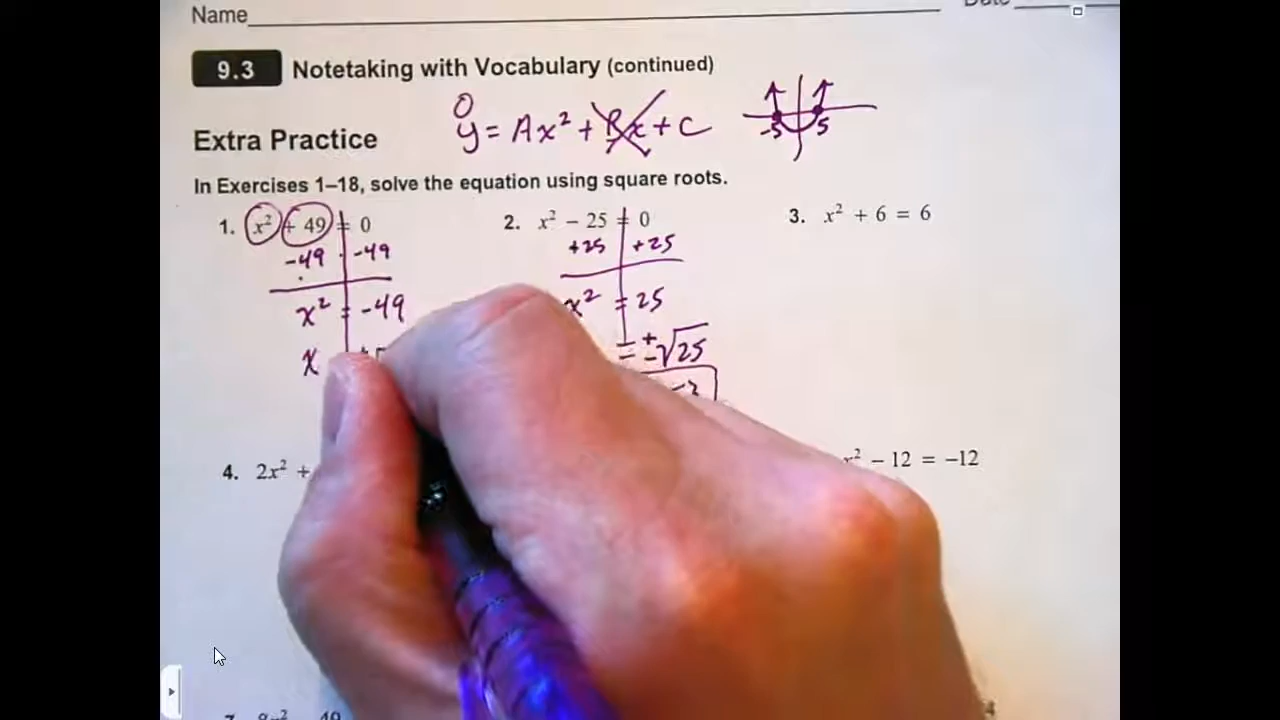 Name
9.3 Notetaking with Vocabulary (continued)
0
y = Ax² + Bx + C
-5 5
Extra Practice
In Exercises 1–18, solve the equation using square roots.
1. x² + 49 = 0
-49 -49
x² = -49
x
2. x² − 25 = 0
+25 +25
x² = 25
= ±√25
3. x² + 6 = 6
4. 2x² +
x² − 12 = −12